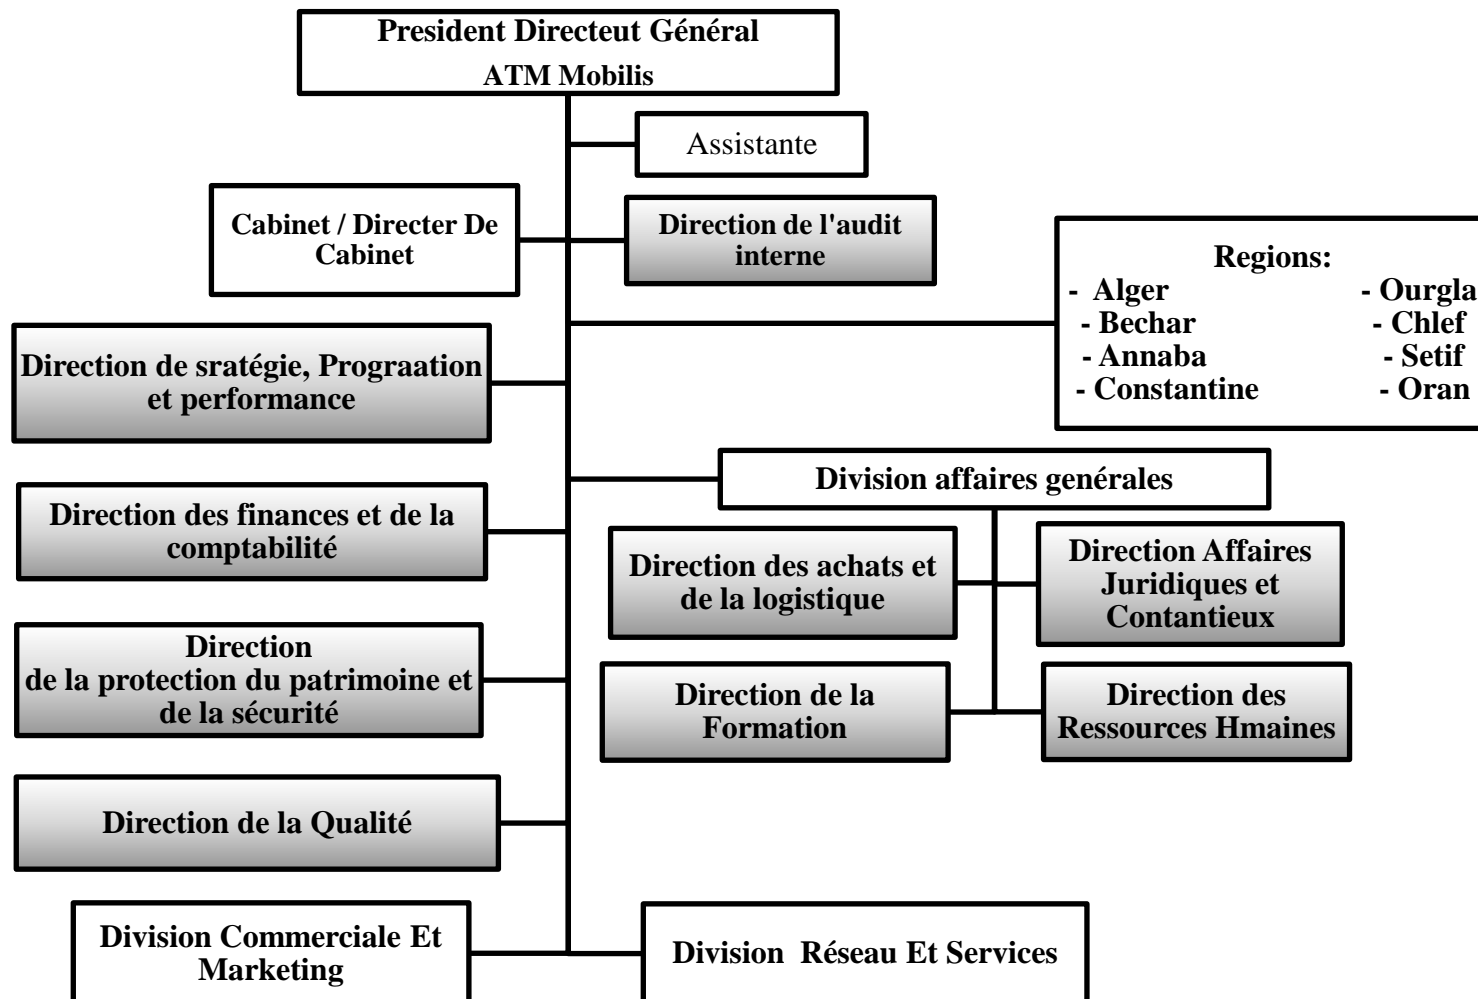 President Directeut Général
ATM Mobilis
Assistante
Cabinet / Directer De
Cabinet
Direction de l'audit
interne
Regions:
- Alger - Ourgla
- Bechar - Chlef
- Annaba - Setif
- Constantine - Oran
Direction de sratégie, Prograation
et performance
Division affaires genérales
Direction des finances et de la
comptabilité
Direction des achats et
de la logistique
Direction Affaires
Juridiques et
Contantieux
Direction
de la protection du patrimoine et
de la sécurité
Direction de la
Formation
Direction des
Ressources Hmaines
Direction de la Qualité
Division Commerciale Et
Marketing
Division Réseau Et Services